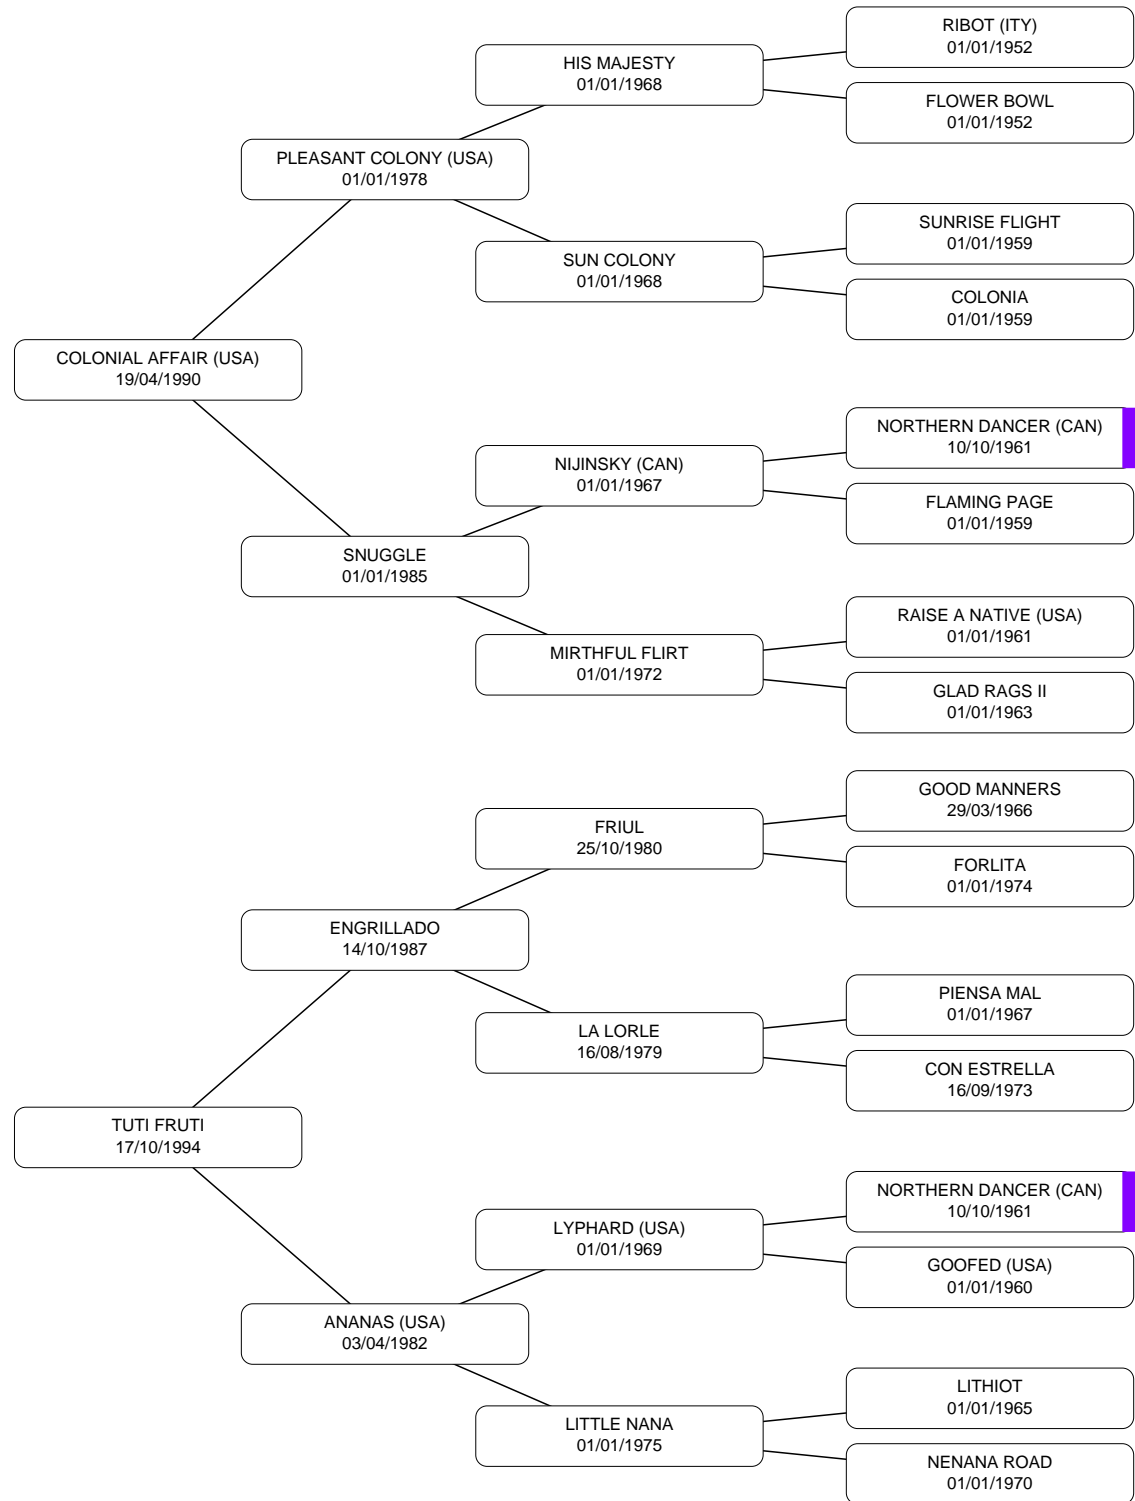 RIBOT (ITY)
01/01/1952
HIS MAJESTY
01/01/1968
FLOWER BOWL
01/01/1952
PLEASANT COLONY (USA)
01/01/1978
SUNRISE FLIGHT
01/01/1959
SUN COLONY
01/01/1968
COLONIA
01/01/1959
COLONIAL AFFAIR (USA)
19/04/1990
NORTHERN DANCER (CAN)
10/10/1961
NIJINSKY (CAN)
01/01/1967
FLAMING PAGE
01/01/1959
SNUGGLE
01/01/1985
RAISE A NATIVE (USA)
01/01/1961
MIRTHFUL FLIRT
01/01/1972
GLAD RAGS II
01/01/1963
GOOD MANNERS
29/03/1966
FRIUL
25/10/1980
FORLITA
01/01/1974
ENGRILLADO
14/10/1987
PIENSA MAL
01/01/1967
LA LORLE
16/08/1979
CON ESTRELLA
16/09/1973
TUTI FRUTI
17/10/1994
NORTHERN DANCER (CAN)
10/10/1961
LYPHARD (USA)
01/01/1969
GOOFED (USA)
01/01/1960
ANANAS (USA)
03/04/1982
LITHIOT
01/01/1965
LITTLE NANA
01/01/1975
NENANA ROAD
01/01/1970